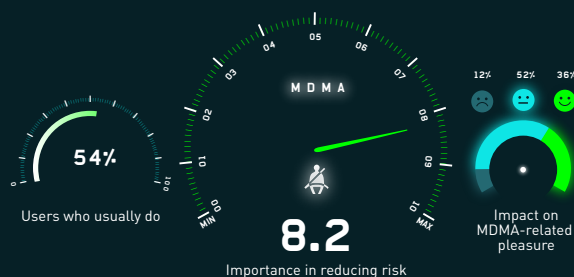 05
04
06
03
07
MDMA
12%
52%
36%
02
08
54%
01
09
0
100
00
10
MIN
MAX
Users who usually do
8.2
Impact on
MDMA-related
pleasure
Importance in reducing risk